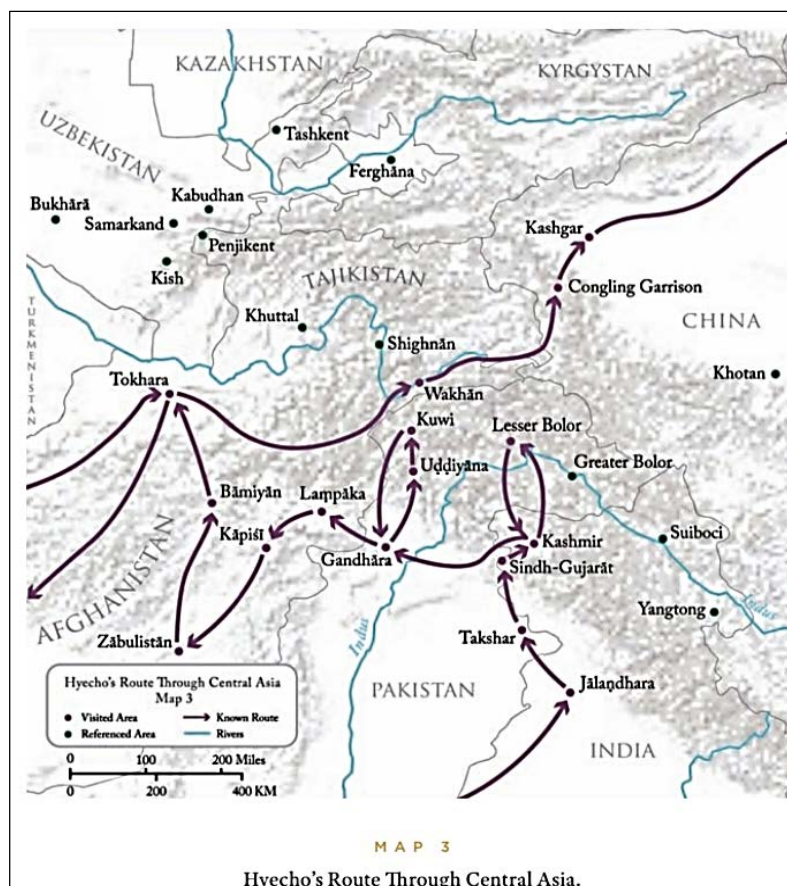 KAZAKHSTAN
KYRGYSTAN
UZBEKISTAN
Tashkent
Ferghāna
Kabudhan
Bukhārā
Samarkand
Penjikent
Kish
Kashgar
TAJIKISTAN
Congling Garrison
TURKMENISTAN
Khuttal
CHINA
Shighnān
Khotan
Tokhara
Wakhān
Kuwi
Lesser Bolor
Uḍḍiyāna
Greater Bolor
Bāmiyān
Laṃpāka
Kāpiśī
Gandhāra
Kashmir
Suiboci
Sindh-Gujarāt
AFGHANISTAN
Indus
Yangtong
Indus
Zābulistān
Takshar
PAKISTAN
Jālaṇdhara
INDIA
Hyecho's Route Through Central Asia
Map 3
Visited Area
Known Route
Referenced Area
Rivers
0 100 200 Miles
0 200 400 KM
MAP 3
Hyecho's Route Through Central Asia.